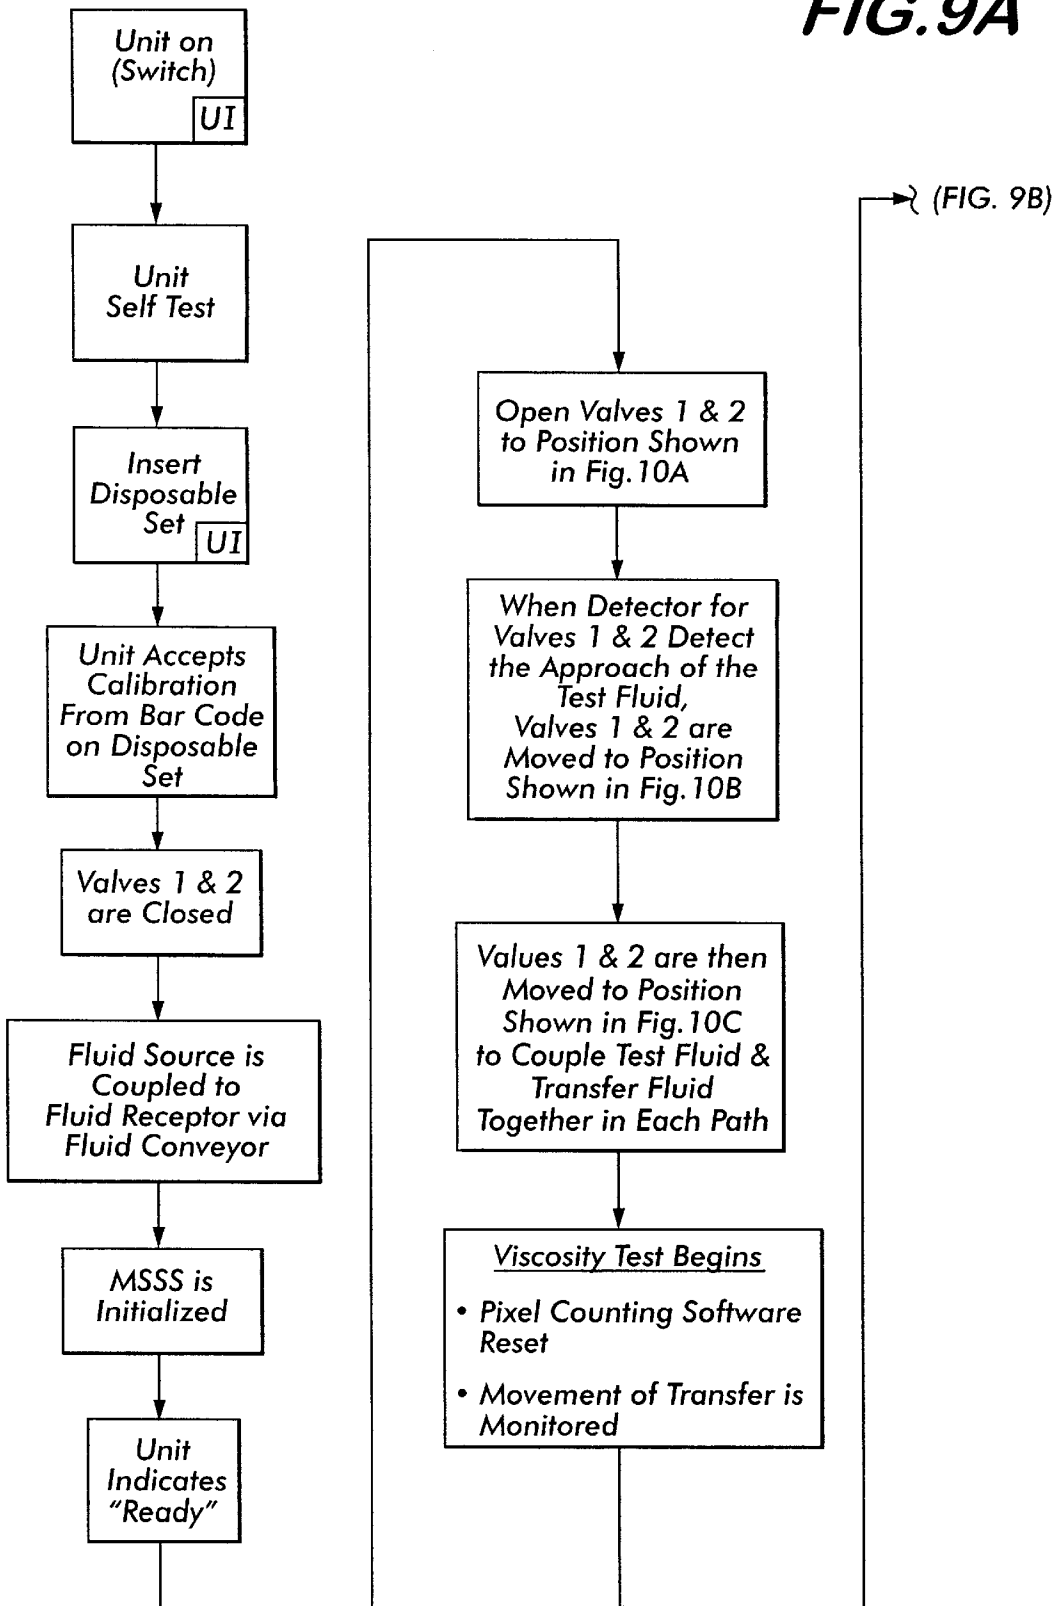 FIG.9A
Unit on
(Switch)
UI
Unit
Self Test
Insert
Disposable
Set
UI
Unit Accepts
Calibration
From Bar Code
on Disposable
Set
Valves 1 & 2
are Closed
Fluid Source is
Coupled to
Fluid Receptor via
Fluid Conveyor
MSSS is
Initialized
Unit
Indicates
“Ready”
Open Valves 1 & 2
to Position Shown
in Fig.10A
When Detector for
Valves 1 & 2 Detect
the Approach of the
Test Fluid,
Valves 1 & 2 are
Moved to Position
Shown in Fig.10B
Values 1 & 2 are then
Moved to Position
Shown in Fig.10C
to Couple Test Fluid &
Transfer Fluid
Together in Each Path
Viscosity Test Begins
• Pixel Counting Software
Reset
• Movement of Transfer is
Monitored
(FIG. 9B)